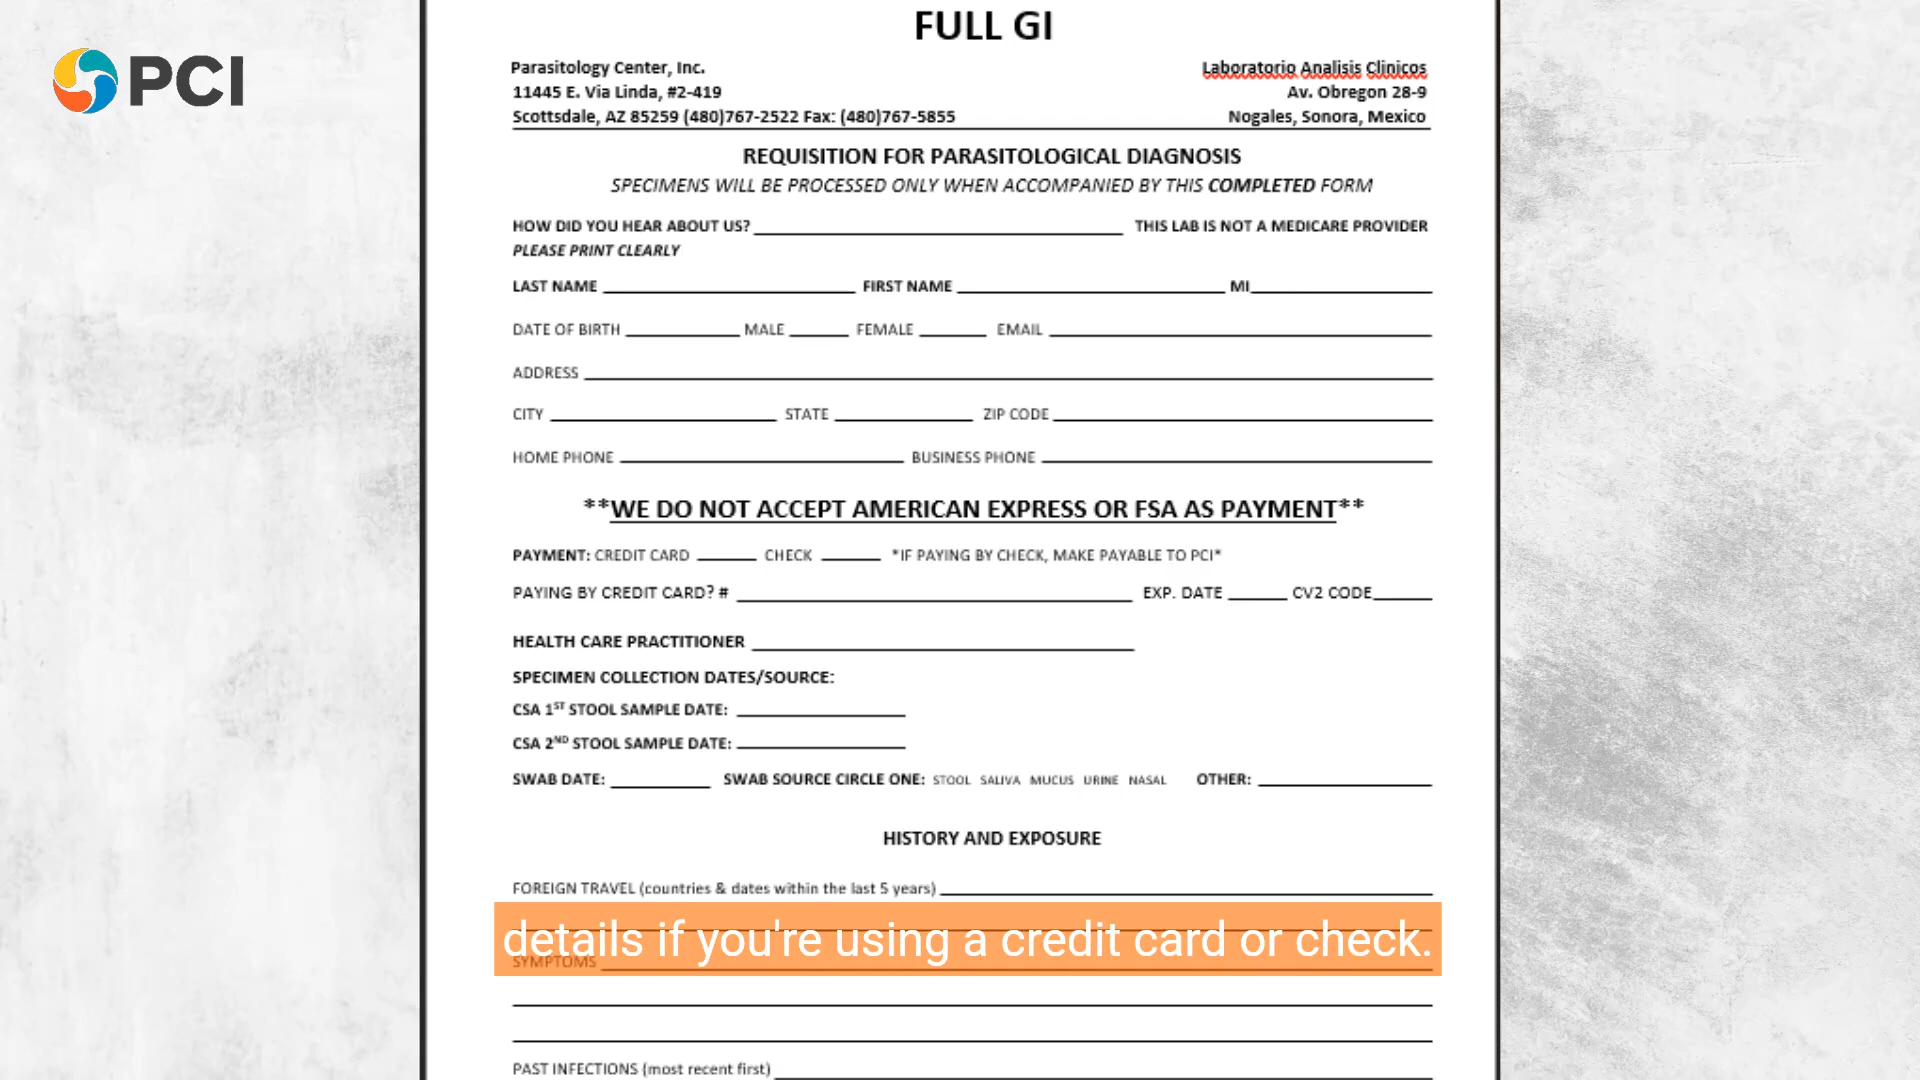 PCI
FULL GI
Parasitology Center, Inc.
Laboratorio Analisis Clinicos
11445 E. Via Linda, #2-419
Av. Obregon 28-9
Scottsdale, AZ 85259 (480)767-2522 Fax: (480)767-5855
Nogales, Sonora, Mexico
REQUISITION FOR PARASITOLOGICAL DIAGNOSIS
SPECIMENS WILL BE PROCESSED ONLY WHEN ACCOMPANIED BY THIS COMPLETED FORM
HOW DID YOU HEAR ABOUT US? THIS LAB IS NOT A MEDICARE PROVIDER
PLEASE PRINT CLEARLY
LAST NAME FIRST NAME MI
DATE OF BIRTH MALE FEMALE EMAIL
ADDRESS
CITY STATE ZIP CODE
HOME PHONE BUSINESS PHONE
**WE DO NOT ACCEPT AMERICAN EXPRESS OR FSA AS PAYMENT**
PAYMENT: CREDIT CARD CHECK *IF PAYING BY CHECK, MAKE PAYABLE TO PCI*
PAYING BY CREDIT CARD? # EXP. DATE CV2 CODE
HEALTH CARE PRACTITIONER
SPECIMEN COLLECTION DATES/SOURCE:
CSA 1ST STOOL SAMPLE DATE:
CSA 2ND STOOL SAMPLE DATE:
SWAB DATE: SWAB SOURCE CIRCLE ONE: STOOL SALIVA MUCUS URINE NASAL OTHER:
HISTORY AND EXPOSURE
FOREIGN TRAVEL (countries & dates within the last 5 years)
details if you're using a credit card or check.
SYMPTOMS
PAST INFECTIONS (most recent first)